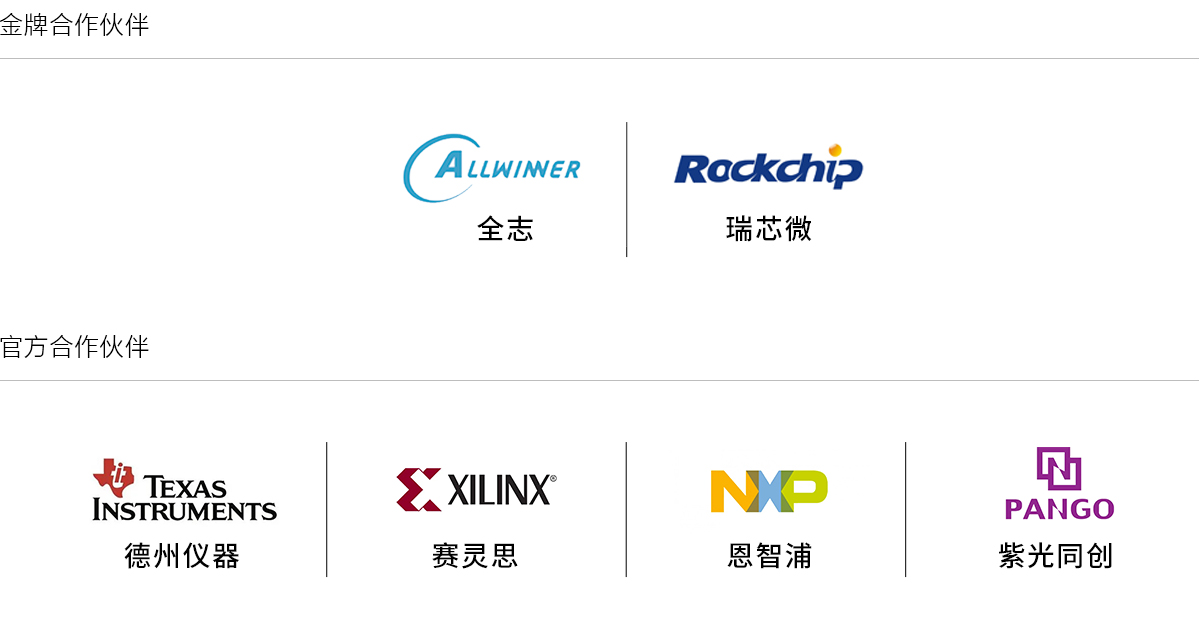 金牌合作伙伴
ALLWINNER
Rockchip
全志
瑞芯微
官方合作伙伴
TEXAS
INSTRUMENTS
XILINX®
NXP
PANGO
德州仪器
赛灵思
恩智浦
紫光同创